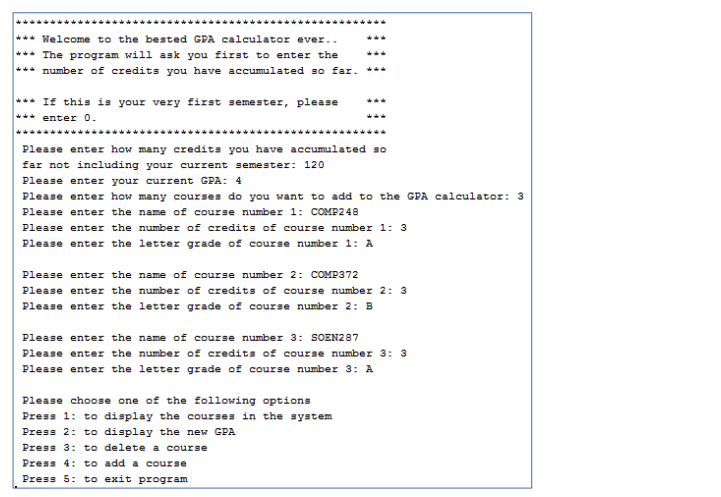 ******************************************************
*** Welcome to the bested GPA calculator ever.. ***
*** The program will ask you first to enter the ***
*** number of credits you have accumulated so far. ***
*** If this is your very first semester, please ***
*** enter 0. ***
******************************************************
Please enter how many credits you have accumulated so
far not including your current semester: 120
Please enter your current GPA: 4
Please enter how many courses do you want to add to the GPA calculator: 3
Please enter the name of course number 1: COMP248
Please enter the number of credits of course number 1: 3
Please enter the letter grade of course number 1: A
Please enter the name of course number 2: COMP372
Please enter the number of credits of course number 2: 3
Please enter the letter grade of course number 2: B
Please enter the name of course number 3: SOEN287
Please enter the number of credits of course number 3: 3
Please enter the letter grade of course number 3: A
Please choose one of the following options
Press 1: to display the courses in the system
Press 2: to display the new GPA
Press 3: to delete a course
Press 4: to add a course
Press 5: to exit program